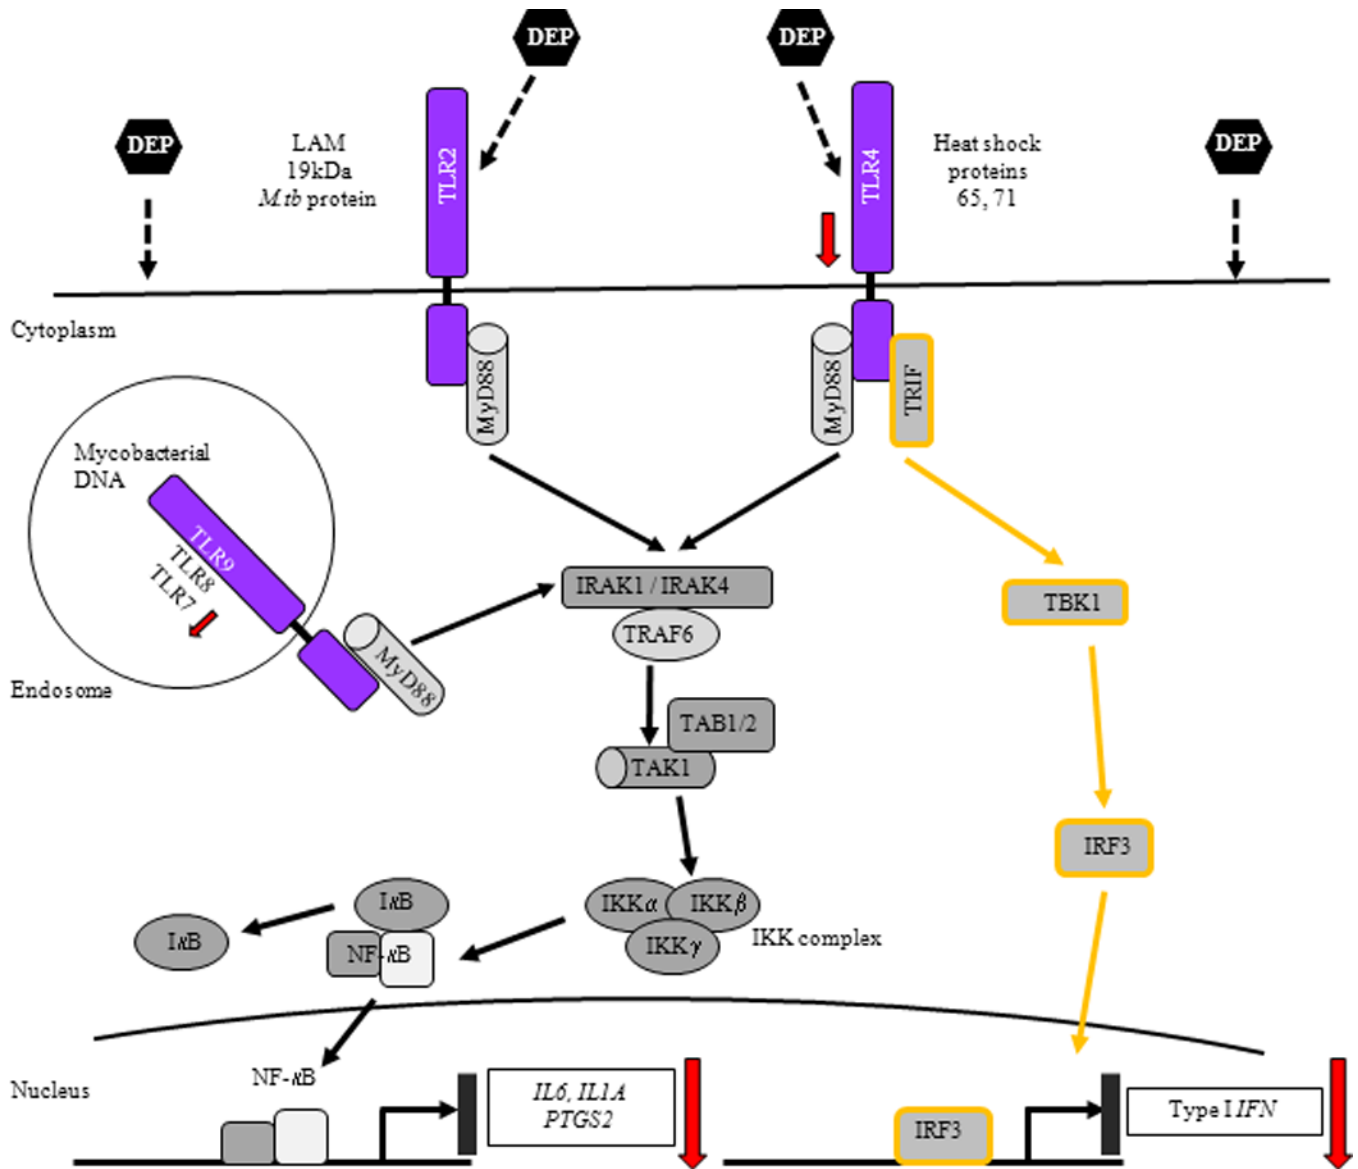 DEP
DEP
DEP
DEP
LAM
19kDa
M.tb protein
TLR2
TLR4
Heat shock
proteins
65, 71
Cytoplasm
MyD88
MyD88
TRIF
Mycobacterial
DNA
TLR9
TLR8
TLR7
MyD88
Endosome
IRAK1 / IRAK4
TRAF6
TBK1
TAB1/2
TAK1
IRF3
IκB
IκB
NF-κB
IKKα
IKKβ
IKKγ
IKK complex
Nucleus
NF-κB
IL6, IL1A
PTGS2
IRF3
Type I IFN